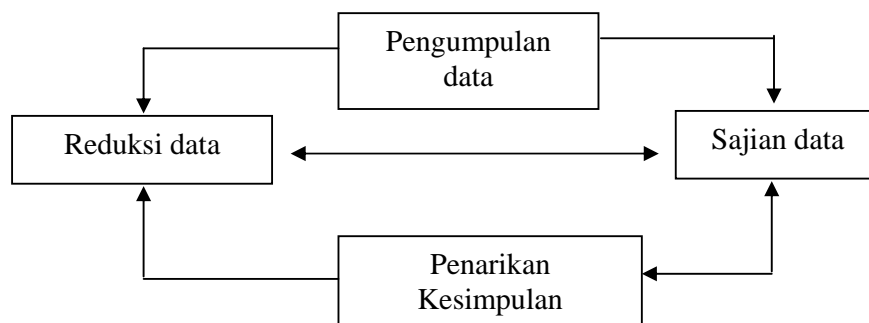 Pengumpulan
data
Reduksi data
Sajian data
Penarikan
Kesimpulan